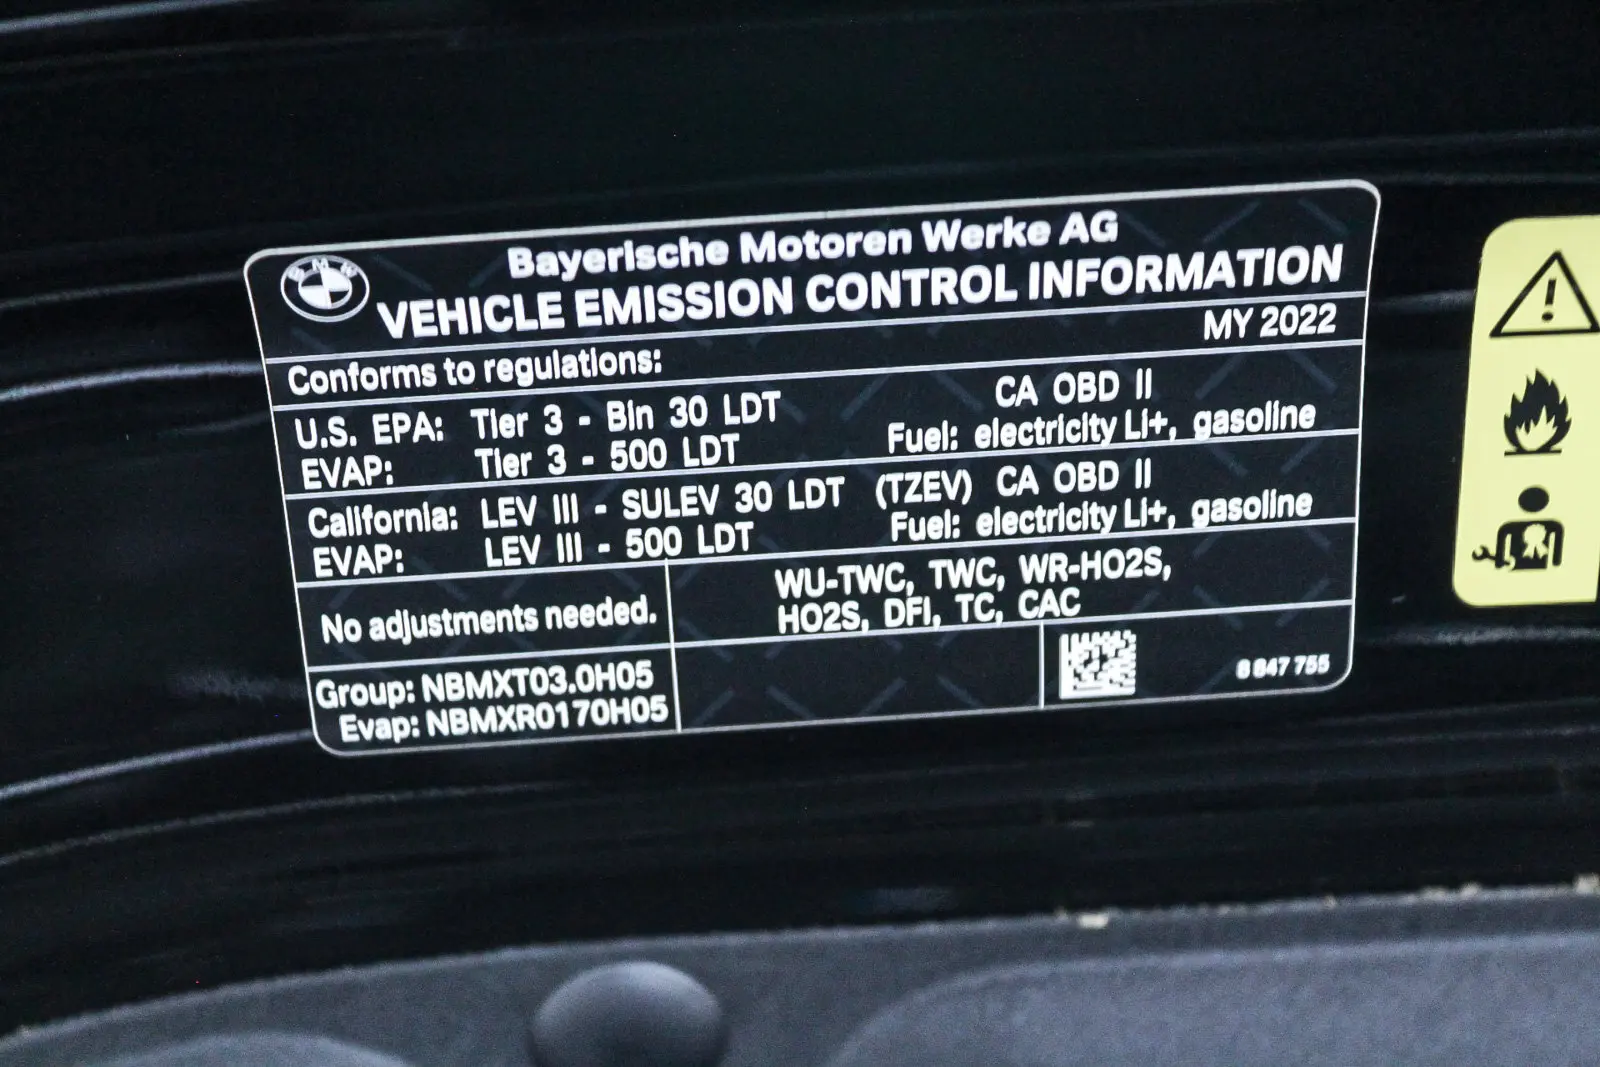 BMW
Bayerische Motoren Werke AG
VEHICLE EMISSION CONTROL INFORMATION
MY 2022
Conforms to regulations:
U.S. EPA: Tier 3 - Bin 30 LDT CA OBD II
EVAP: Tier 3 - 500 LDT Fuel: electricity Li+, gasoline
California: LEV III - SULEV 30 LDT (TZEV) CA OBD II
EVAP: LEV III - 500 LDT Fuel: electricity Li+, gasoline
No adjustments needed.
WU-TWC, TWC, WR-HO2S,
HO2S, DFI, TC, CAC
Group: NBMXT03.0H05
Evap: NBMXR0170H05
8 847 755